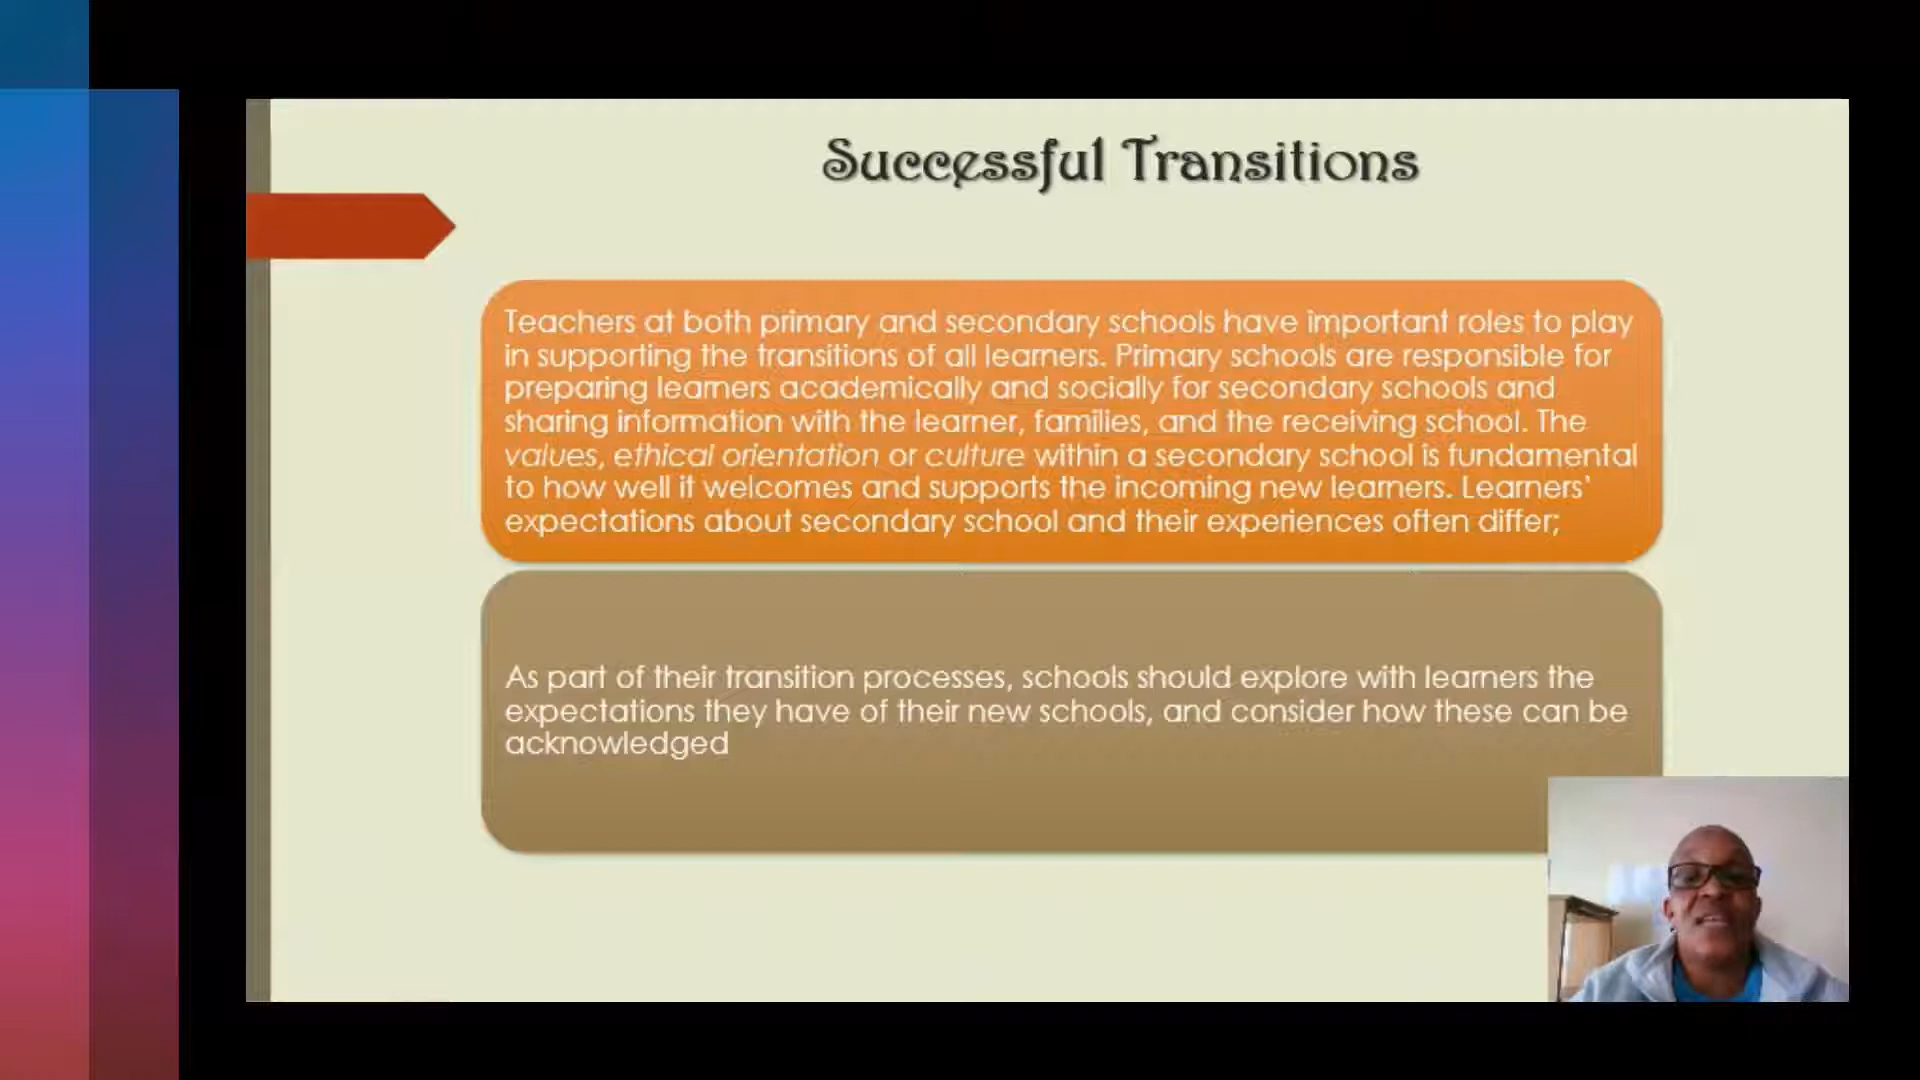 Successful Transitions
Teachers at both primary and secondary schools have important roles to play
in supporting the transitions of all learners. Primary schools are responsible for
preparing learners academically and socially for secondary schools and
sharing information with the learner, families, and the receiving school. The
values, ethical orientation or culture within a secondary school is fundamental
to how well it welcomes and supports the incoming new learners. Learners'
expectations about secondary school and their experiences often differ;
As part of their transition processes, schools should explore with learners the
expectations they have of their new schools, and consider how these can be
acknowledged